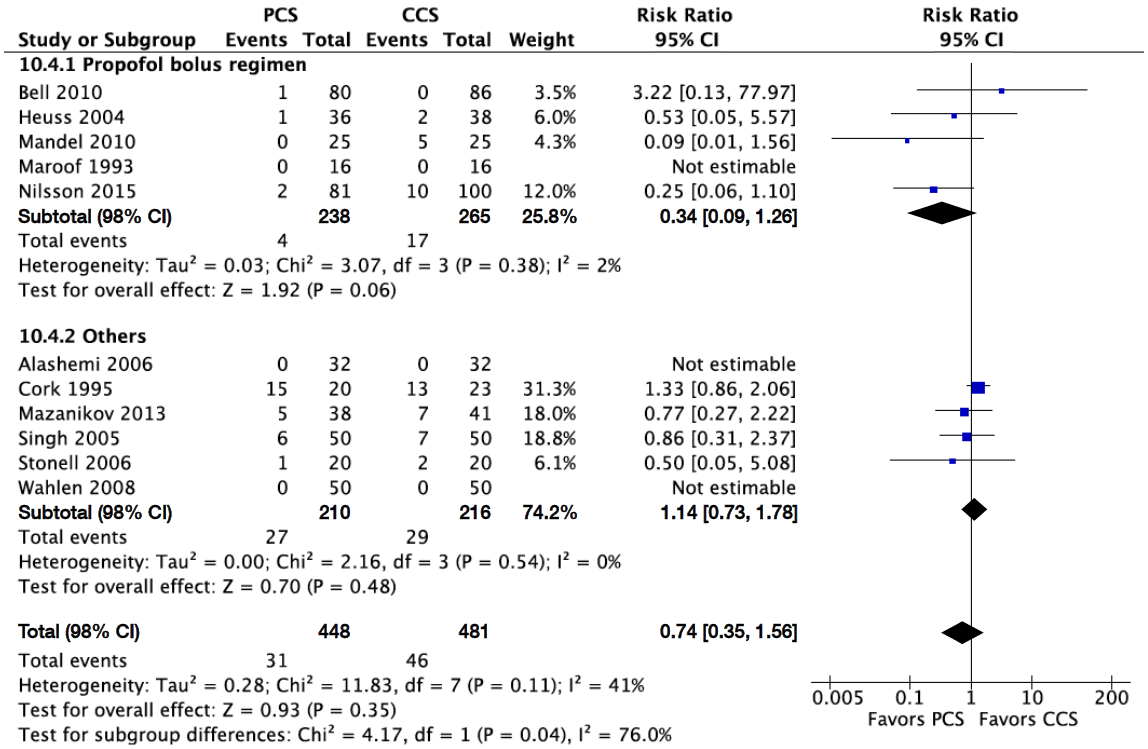 PCS CCS Risk Ratio Risk Ratio
Study or Subgroup Events Total Events Total Weight 95% CI 95% CI
10.4.1 Propofol bolus regimen
Bell 2010 1 80 0 86 3.5% 3.22 [0.13, 77.97]
Heuss 2004 1 36 2 38 6.0% 0.53 [0.05, 5.57]
Mandel 2010 0 25 5 25 4.3% 0.09 [0.01, 1.56]
Maroof 1993 0 16 0 16 Not estimable
Nilsson 2015 2 81 10 100 12.0% 0.25 [0.06, 1.10]
Subtotal (98% CI) 238 265 25.8% 0.34 [0.09, 1.26]
Total events 4 17
Heterogeneity: Tau² = 0.03; Chi² = 3.07, df = 3 (P = 0.38); I² = 2%
Test for overall effect: Z = 1.92 (P = 0.06)
10.4.2 Others
Alashemi 2006 0 32 0 32 Not estimable
Cork 1995 15 20 13 23 31.3% 1.33 [0.86, 2.06]
Mazanikov 2013 5 38 7 41 18.0% 0.77 [0.27, 2.22]
Singh 2005 6 50 7 50 18.8% 0.86 [0.31, 2.37]
Stonell 2006 1 20 2 20 6.1% 0.50 [0.05, 5.08]
Wahlen 2008 0 50 0 50 Not estimable
Subtotal (98% CI) 210 216 74.2% 1.14 [0.73, 1.78]
Total events 27 29
Heterogeneity: Tau² = 0.00; Chi² = 2.16, df = 3 (P = 0.54); I² = 0%
Test for overall effect: Z = 0.70 (P = 0.48)
Total (98% CI) 448 481 0.74 [0.35, 1.56]
Total events 31 46
Heterogeneity: Tau² = 0.28; Chi² = 11.83, df = 7 (P = 0.11); I² = 41%
Test for overall effect: Z = 0.93 (P = 0.35)
Test for subgroup differences: Chi² = 4.17, df = 1 (P = 0.04), I² = 76.0%
0.005 0.1 1 10 200
Favors PCS Favors CCS